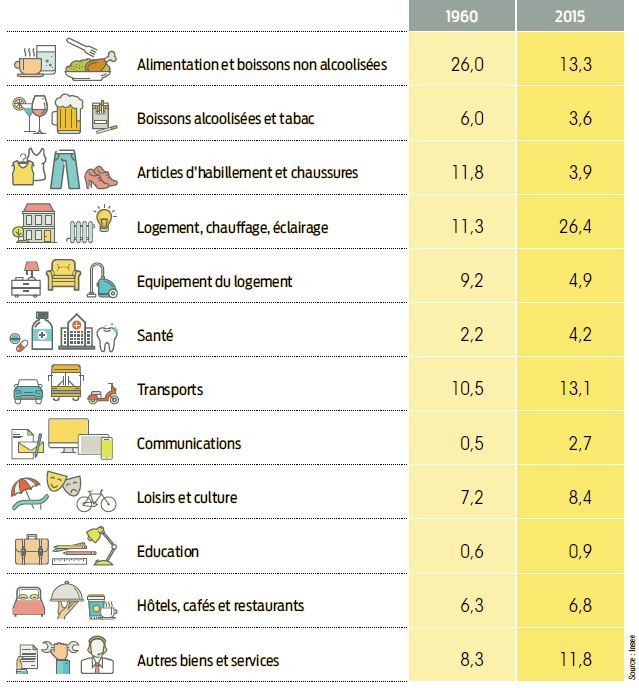 1960 2015
Alimentation et boissons non alcoolisées 26,0 13,3
Boissons alcoolisées et tabac 6,0 3,6
Articles d'habillement et chaussures 11,8 3,9
Logement, chauffage, éclairage 11,3 26,4
Equipement du logement 9,2 4,9
Santé 2,2 4,2
Transports 10,5 13,1
Communications 0,5 2,7
Loisirs et culture 7,2 8,4
Education 0,6 0,9
Hôtels, cafés et restaurants 6,3 6,8
Autres biens et services 8,3 11,8
Source : Insee